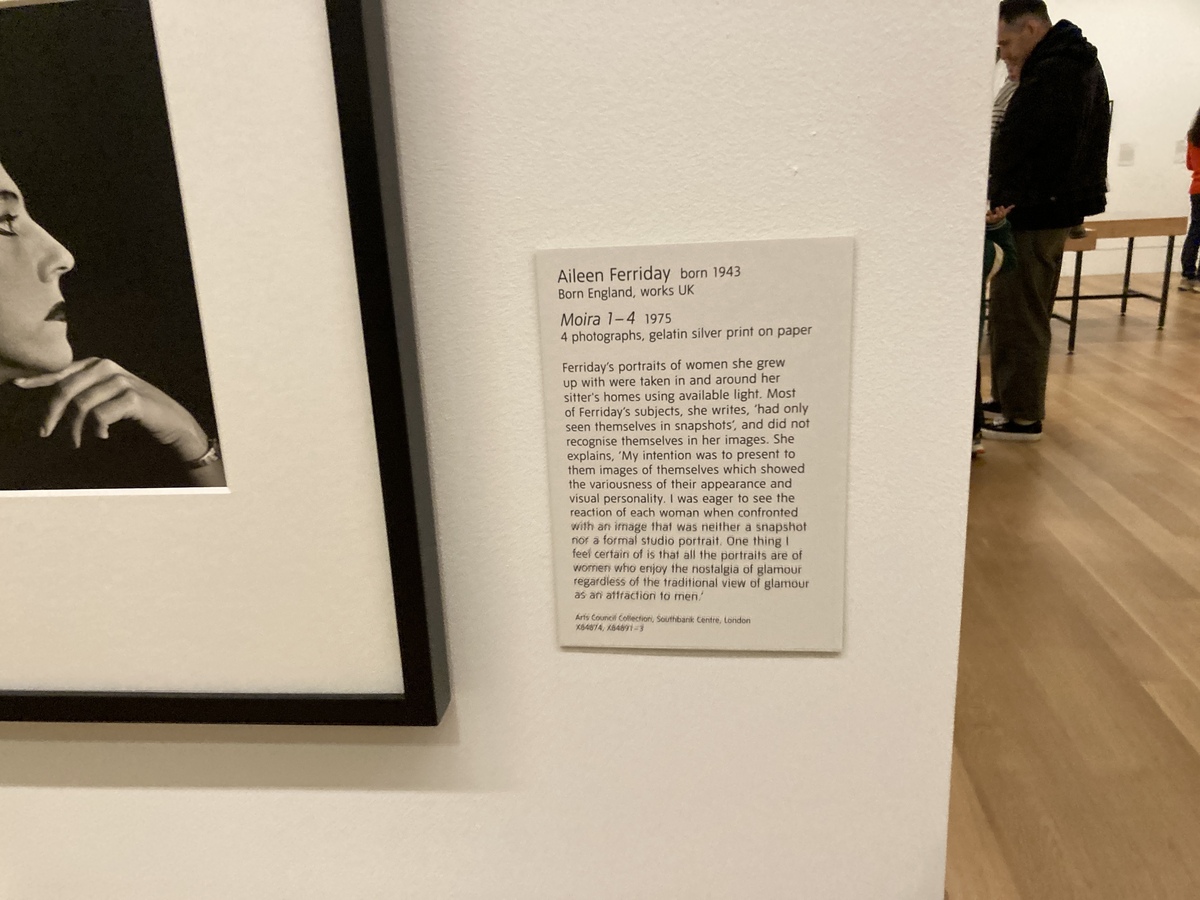 Aileen Ferriday born 1943
Born England, works UK
Moira 1–4 1975
4 photographs, gelatin silver print on paper
Ferriday's portraits of women she grew
up with were taken in and around her
sitter's homes using available light. Most
of Ferriday's subjects, she writes, 'had only
seen themselves in snapshots', and did not
recognise themselves in her images. She
explains, 'My intention was to present to
them images of themselves which showed
the variousness of their appearance and
visual personality. I was eager to see the
reaction of each woman when confronted
with an image that was neither a snapshot
nor a formal studio portrait. One thing I
feel certain of is that all the portraits are of
women who enjoy the nostalgia of glamour
regardless of the traditional view of glamour
as an attraction to men.'
Arts Council Collection, Southbank Centre, London
X64874, X64691–3